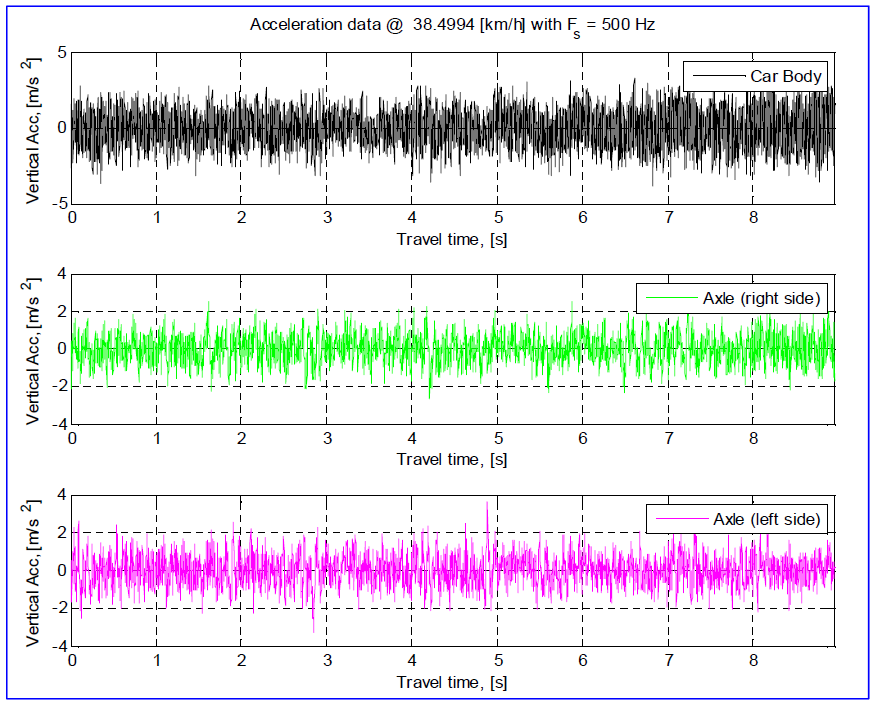 Acceleration data @ 38.4994 [km/h] with Fs = 500 Hz
Vertical Acc, [m/s 2]
5
0
-5
Car Body
0 1 2 3 4 5 6 7 8
Travel time, [s]
Vertical Acc, [m/s 2]
4
2
0
-2
-4
Axle (right side)
0 1 2 3 4 5 6 7 8
Travel time, [s]
Vertical Acc, [m/s 2]
4
2
0
-2
-4
Axle (left side)
0 1 2 3 4 5 6 7 8
Travel time, [s]